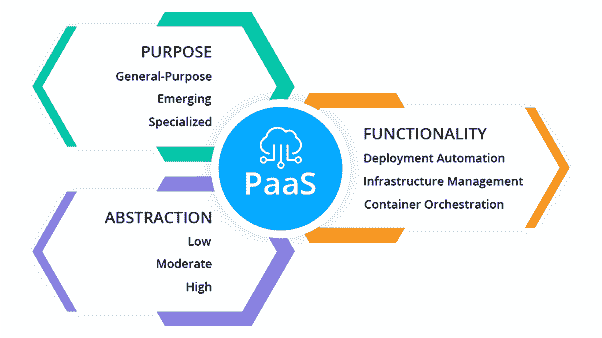 PURPOSE
General-Purpose
Emerging
Specialized
PaaS
FUNCTIONALITY
Deployment Automation
Infrastructure Management
Container Orchestration
ABSTRACTION
Low
Moderate
High